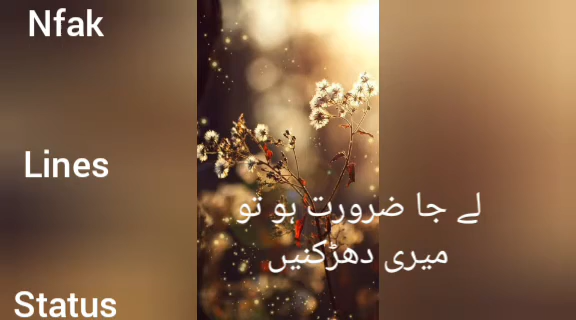 Nfak
Lines
Status
لے جا ضرورت ہو تو
میری دھڑکنیں